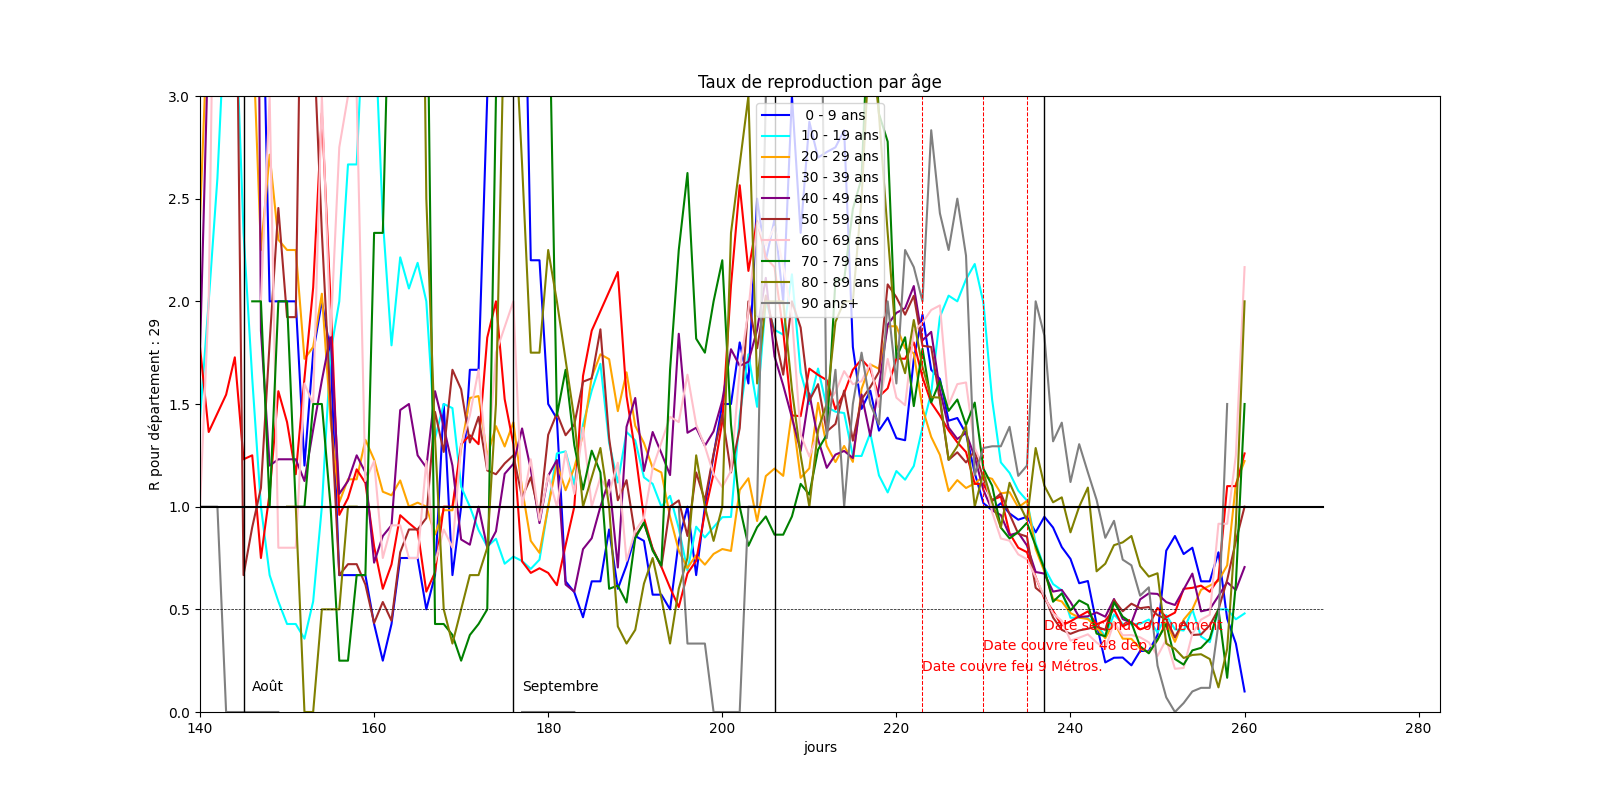 Taux de reproduction par âge
R pour département : 29
3.0
2.5
2.0
1.5
1.0
0.5
0.0
0 - 9 ans
10 - 19 ans
20 - 29 ans
30 - 39 ans
40 - 49 ans
50 - 59 ans
60 - 69 ans
70 - 79 ans
80 - 89 ans
90 ans+
Date second confinement
Date couvre feu 48 dep.
Date couvre feu 9 Métros.
Août
Septembre
140
160
180
200
220
240
260
280
jours